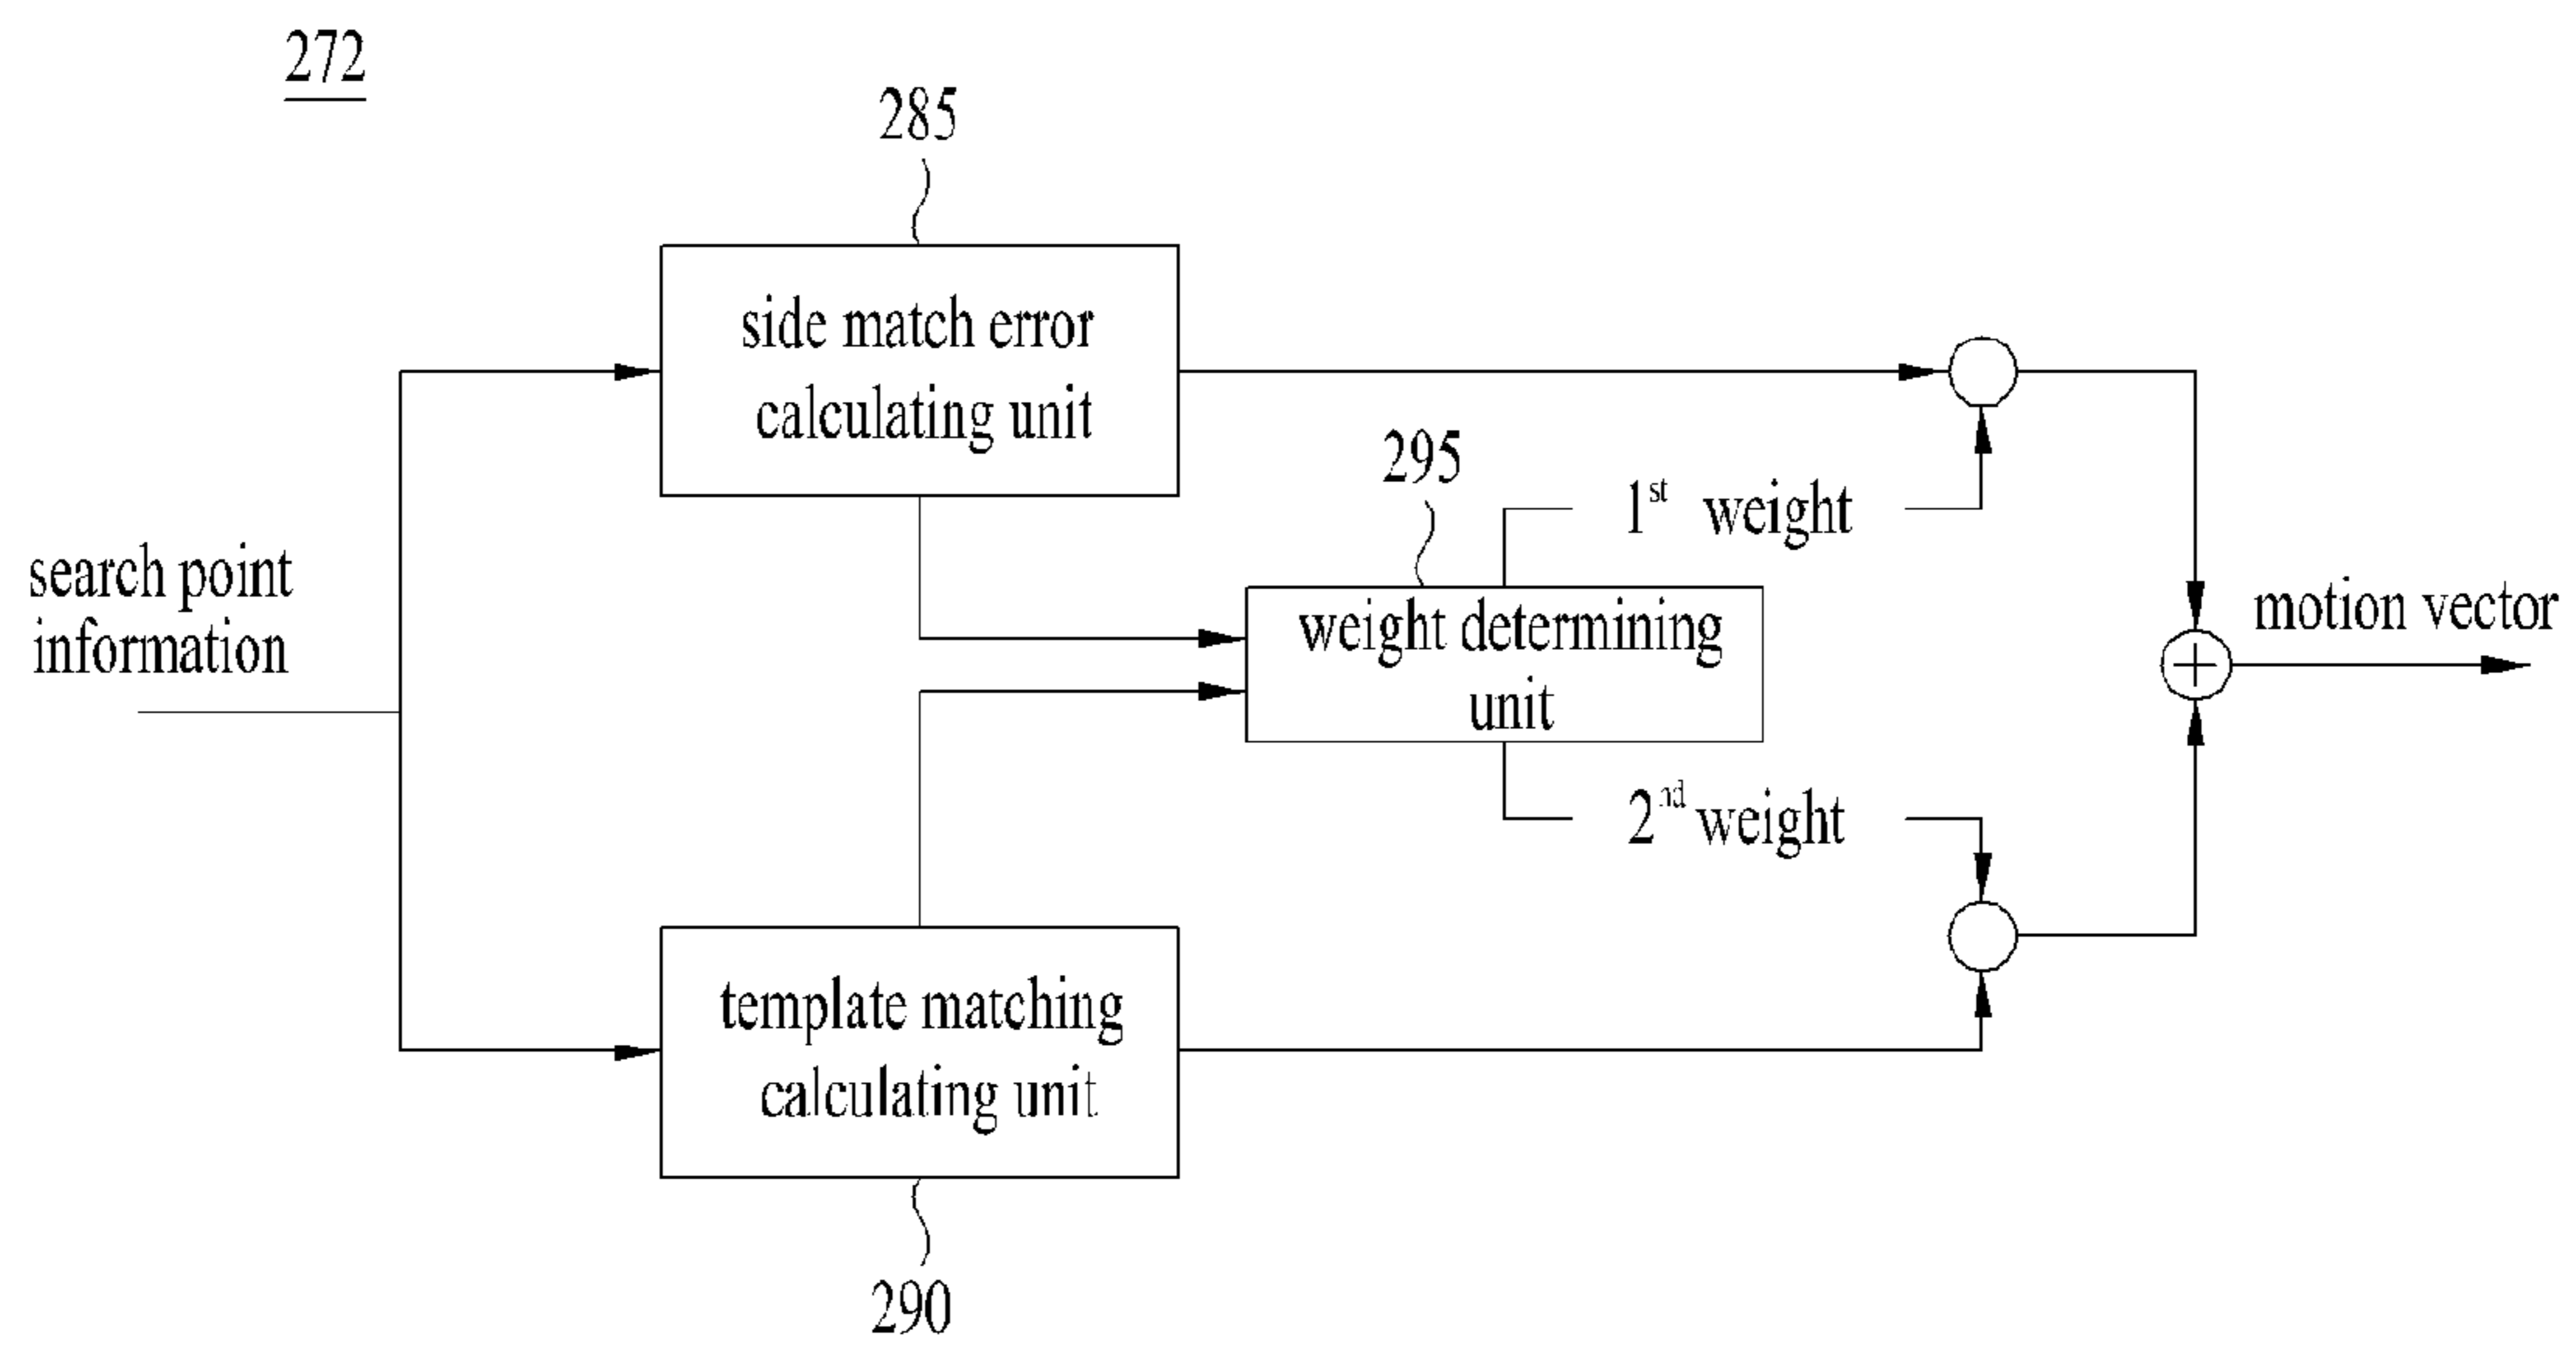 272
285
side match error
calculating unit
295
1st weight
search point
information
weight determining
unit
motion vector
2nd weight
template matching
calculating unit
290